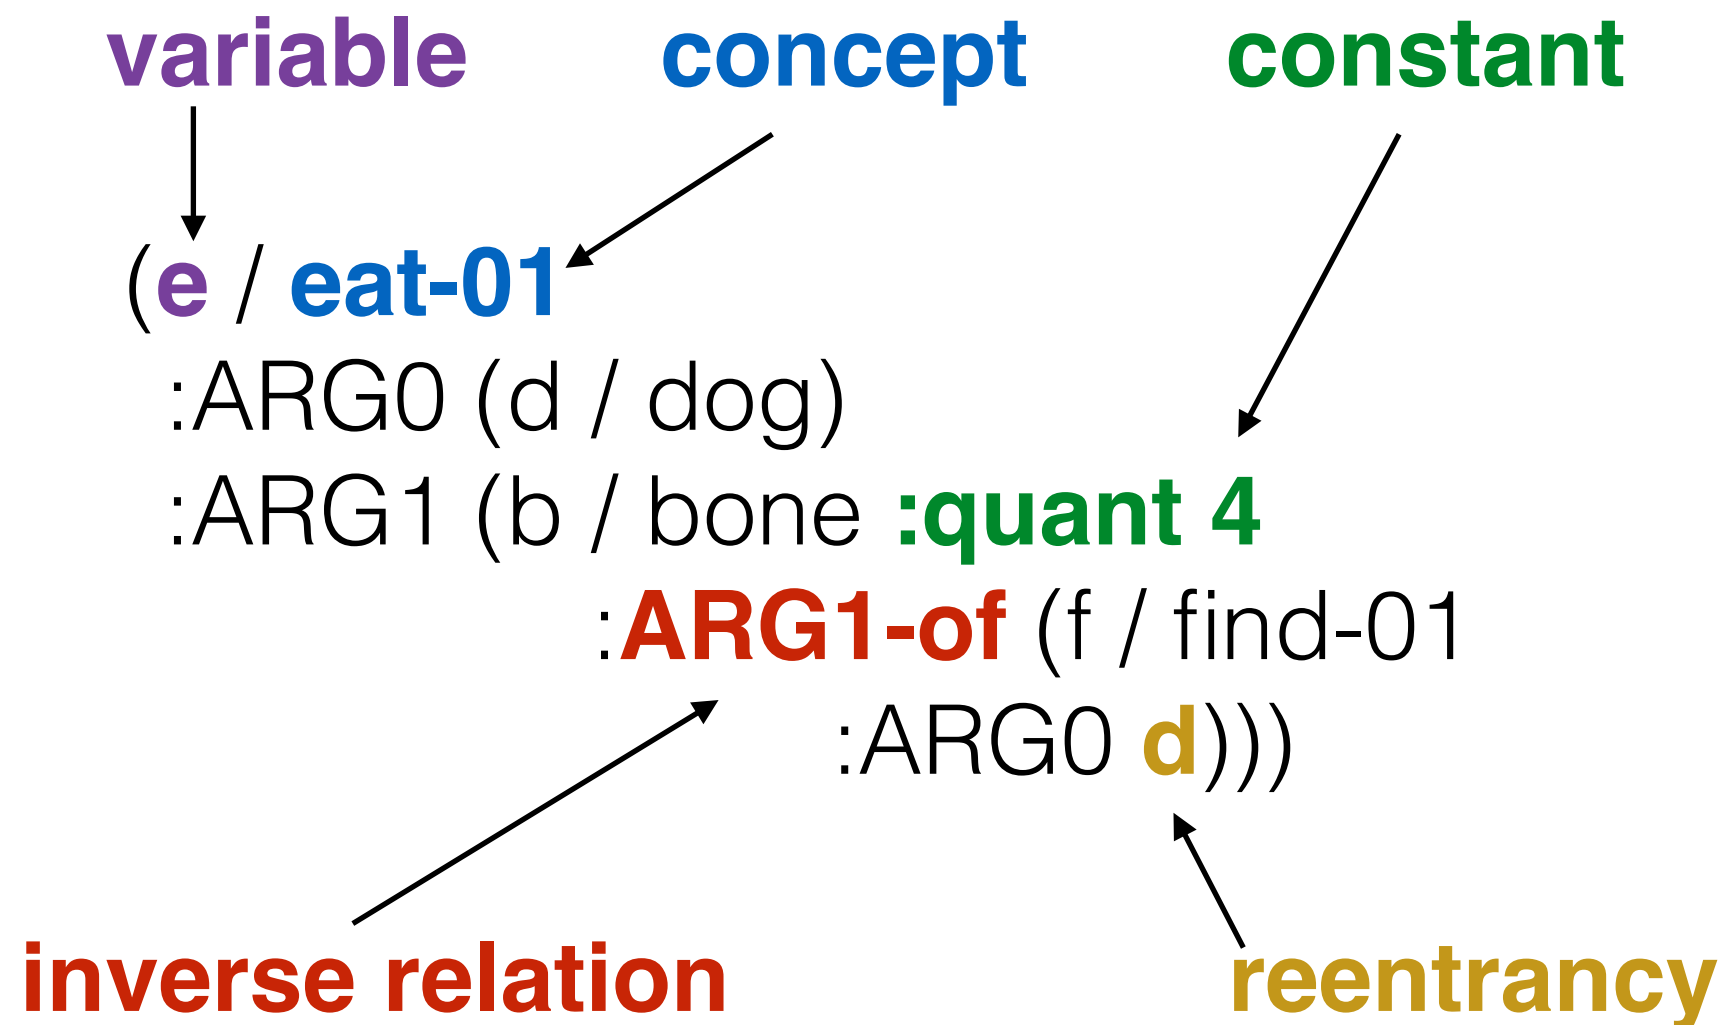 variable concept constant
(e / eat-01
:ARG0 (d / dog)
:ARG1 (b / bone :quant 4
:ARG1-of (f / find-01
:ARG0 d)))
inverse relation reentrancy